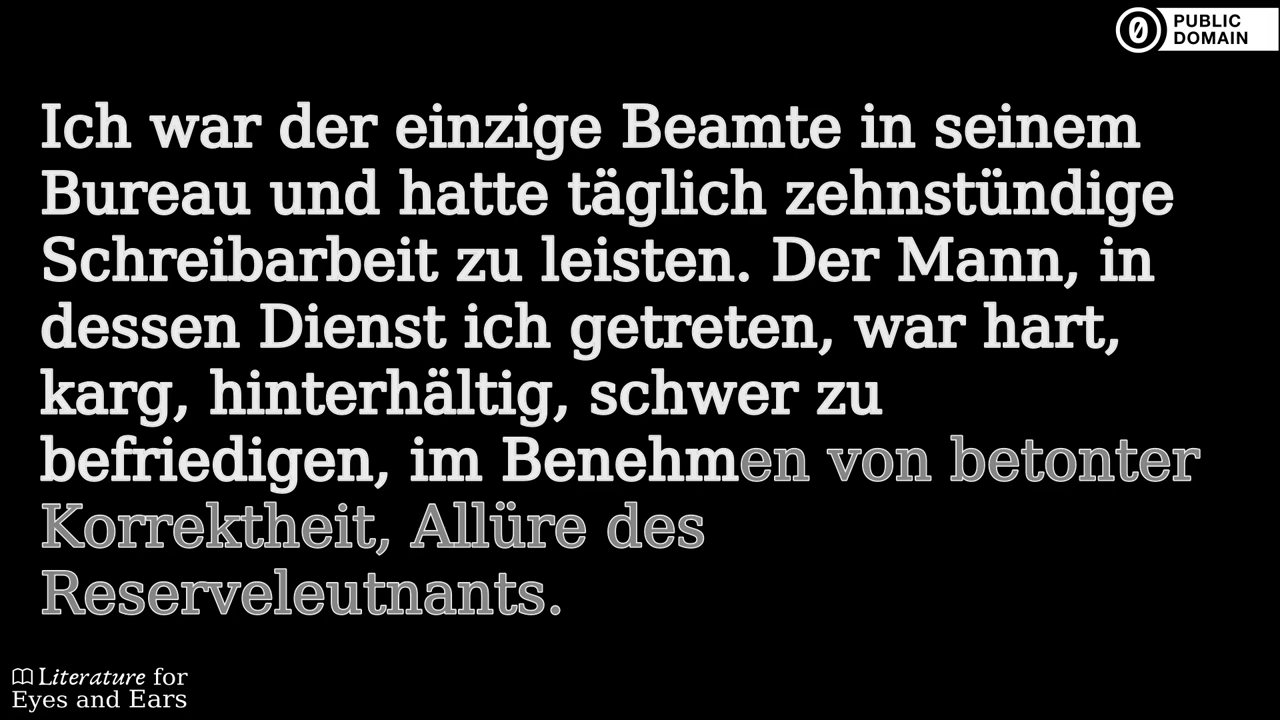 PUBLIC
DOMAIN
Ich war der einzige Beamte in seinem
Bureau und hatte täglich zehnstündige
Schreibarbeit zu leisten. Der Mann, in
dessen Dienst ich getreten, war hart,
karg, hinterhältig, schwer zu
befriedigen, im Benehmen von betonter
Korrektheit, Allüre des
Reserveleutnants.
Literature for
Eyes and Ears